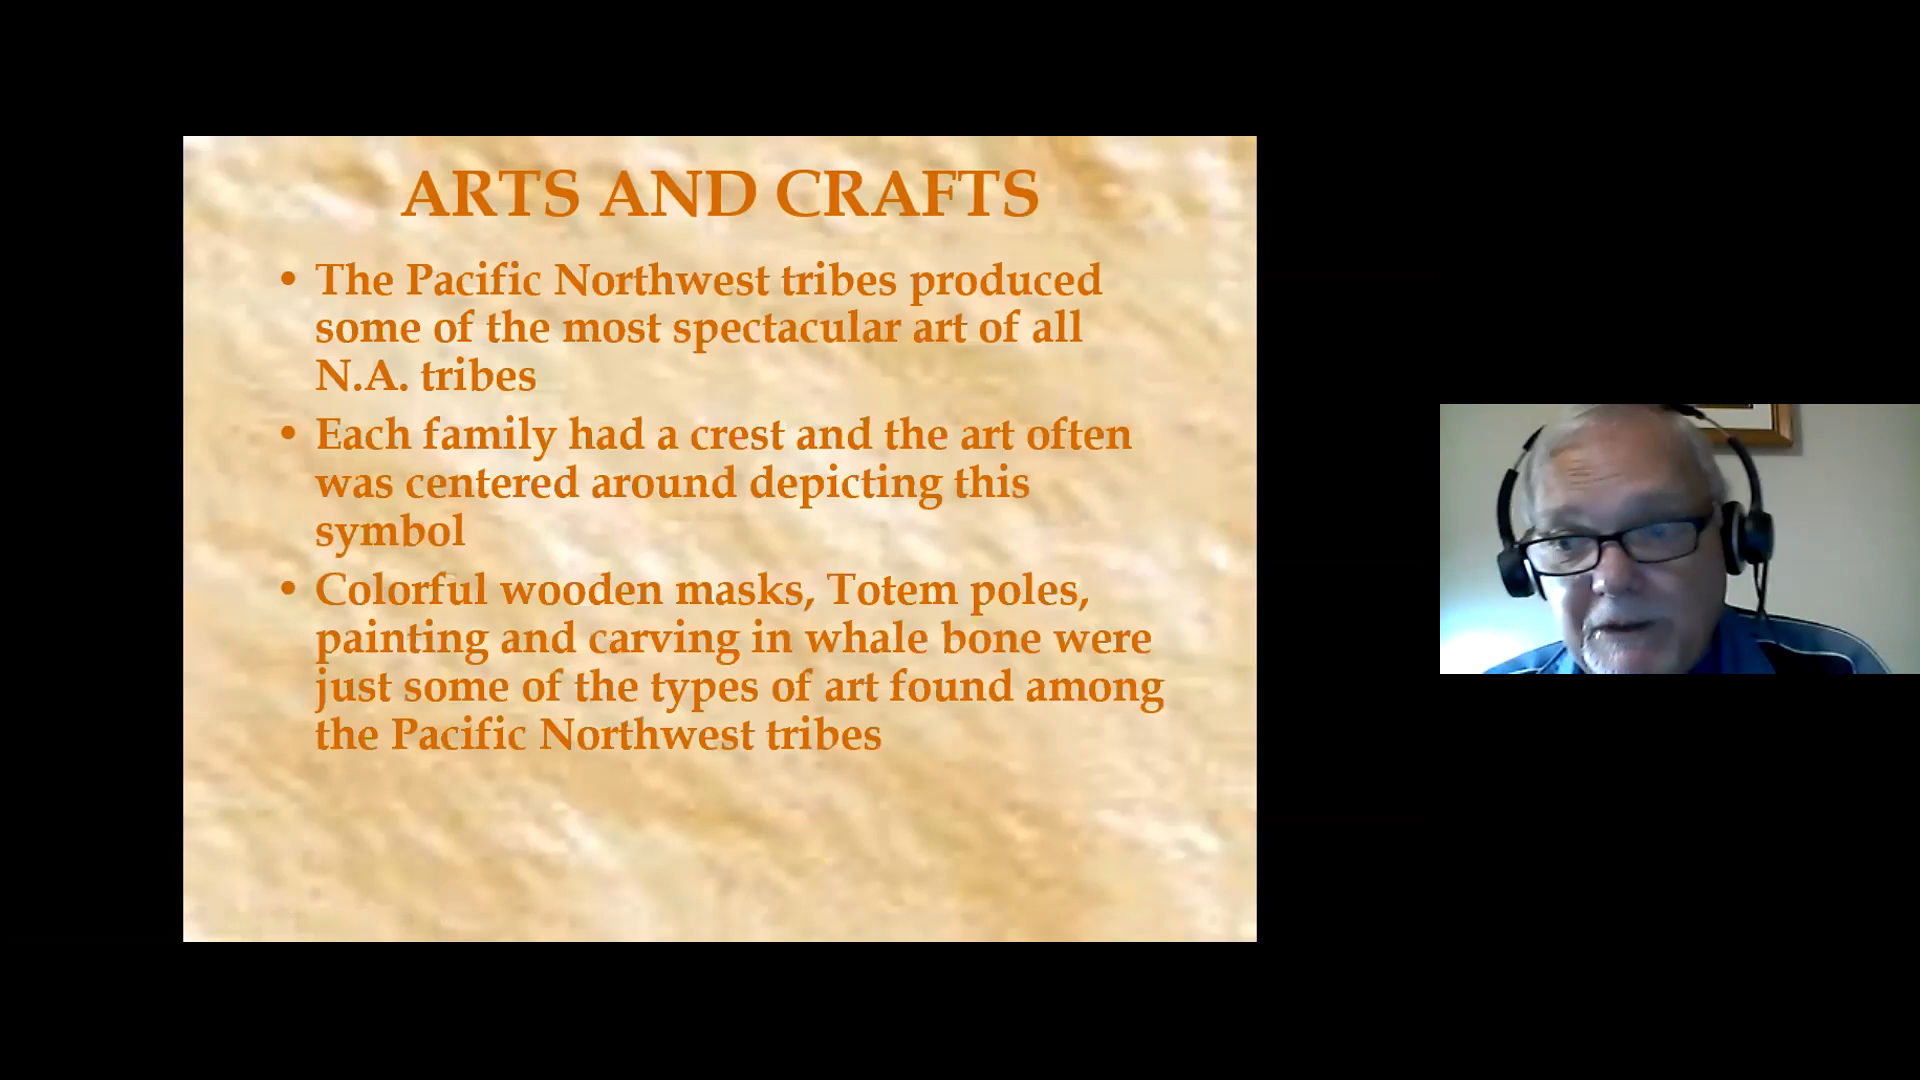 ARTS AND CRAFTS
• The Pacific Northwest tribes produced
some of the most spectacular art of all
N.A. tribes
• Each family had a crest and the art often
was centered around depicting this
symbol
• Colorful wooden masks, Totem poles,
painting and carving in whale bone were
just some of the types of art found among
the Pacific Northwest tribes